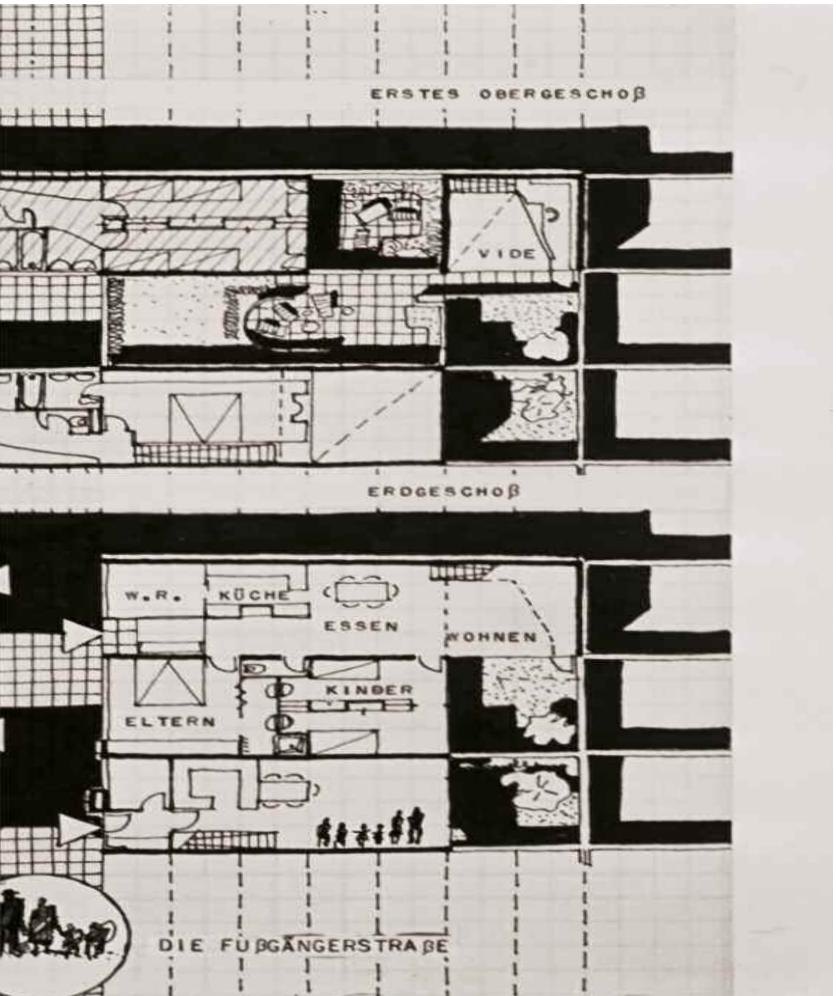 ERSTES OBERGESCHOß
VIDE
ERDGESCHOß
W.R. KÜCHE
ESSEN
WOHNEN
KINDER
ELTERN
DIE FUßGÄNGERSTRAßE